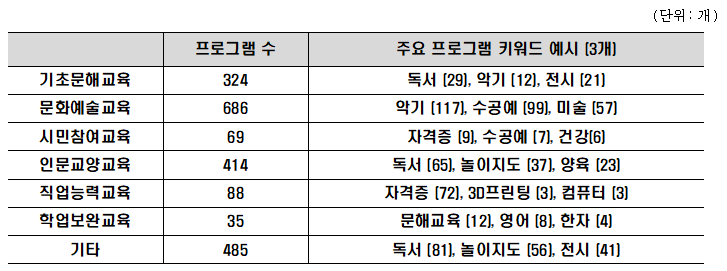 (단위: 개)
프로그램 수 주요 프로그램 키워드 예시 (3개)
기초문해교육 324 독서 (29), 악기 (12), 전시 (21)
문화예술교육 686 악기 (117), 수공예 (99), 미술 (57)
시민참여교육 69 자격증 (9), 수공예 (7), 건강(6)
인문교양교육 414 독서 (65), 놀이지도 (37), 양육 (23)
직업능력교육 88 자격증 (72), 3D프린팅 (3), 컴퓨터 (3)
학업보완교육 35 문해교육 (12), 영어 (8), 한자 (4)
기타 485 독서 (81), 놀이지도 (56), 전시 (41)